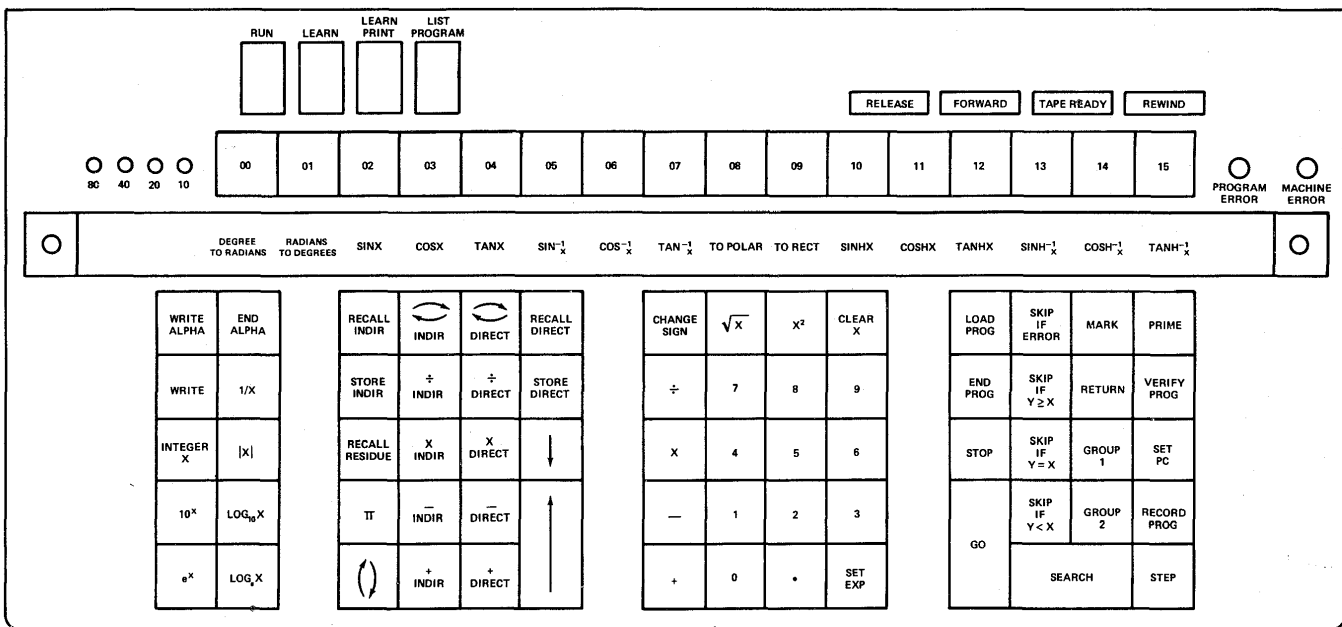 RUN LEARN LEARN PRINT LIST PROGRAM
RELEASE FORWARD TAPE READY REWIND
00 01 02 03 04 05 06 07 08 09 10 11 12 13 14 15
80 40 20 10
PROGRAM ERROR MACHINE ERROR
DEGREE TO RADIANS RADIANS TO DEGREES SINX COSX TANX SIN⁻¹X COS⁻¹X TAN⁻¹X TO POLAR TO RECT SINHX COSHX TANHX SINH⁻¹X COSH⁻¹X TANH⁻¹X
WRITE ALPHA END ALPHA RECALL INDIR INDIR DIRECT RECALL DIRECT CHANGE SIGN √X X² CLEAR X LOAD PROG SKIP IF ERROR MARK PRIME
WRITE 1/X STORE INDIR ÷ INDIR ÷ DIRECT STORE DIRECT ÷ 7 8 9 END PROG SKIP IF Y ≥ X RETURN VERIFY PROG
INTEGER X |X| RECALL RESIDUE X INDIR X DIRECT ↓ X 4 5 6 STOP SKIP IF Y = X GROUP 1 SET PC
10ˣ LOG₁₀X π — INDIR — DIRECT ↑ — 1 2 3 GO SKIP IF Y < X GROUP 2 RECORD PROG
eˣ LOGₑX + INDIR + DIRECT + 0 • SET EXP SEARCH STEP